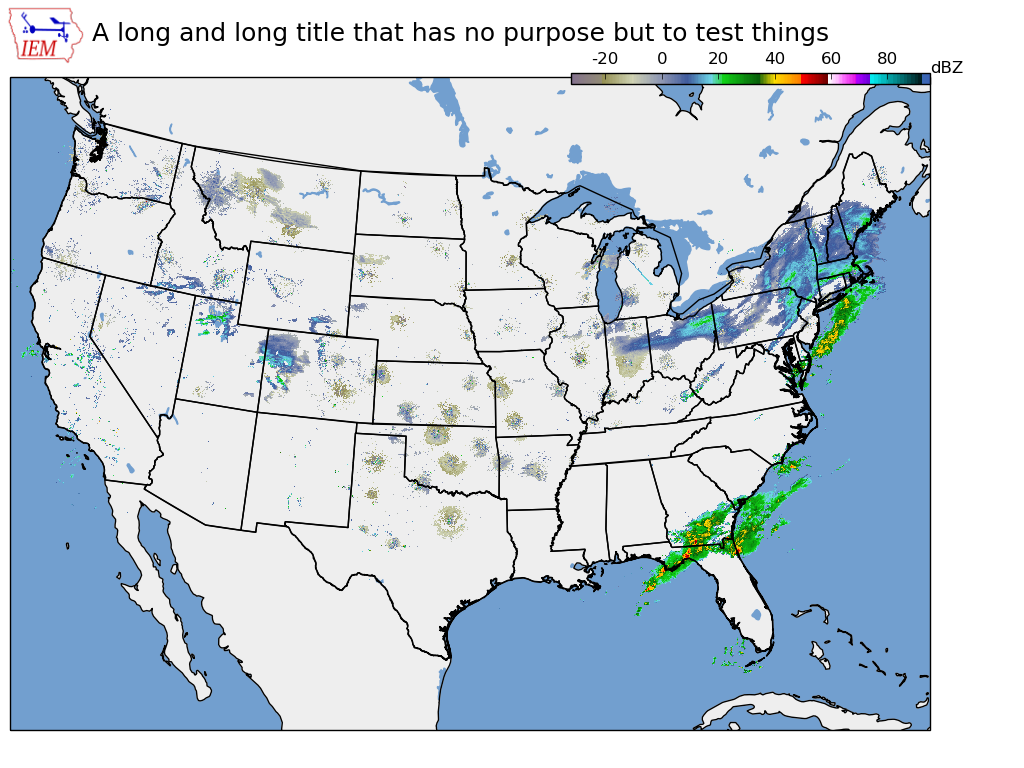 IEM
A long and long title that has no purpose but to test things
-20 0 20 40 60 80 dBZ